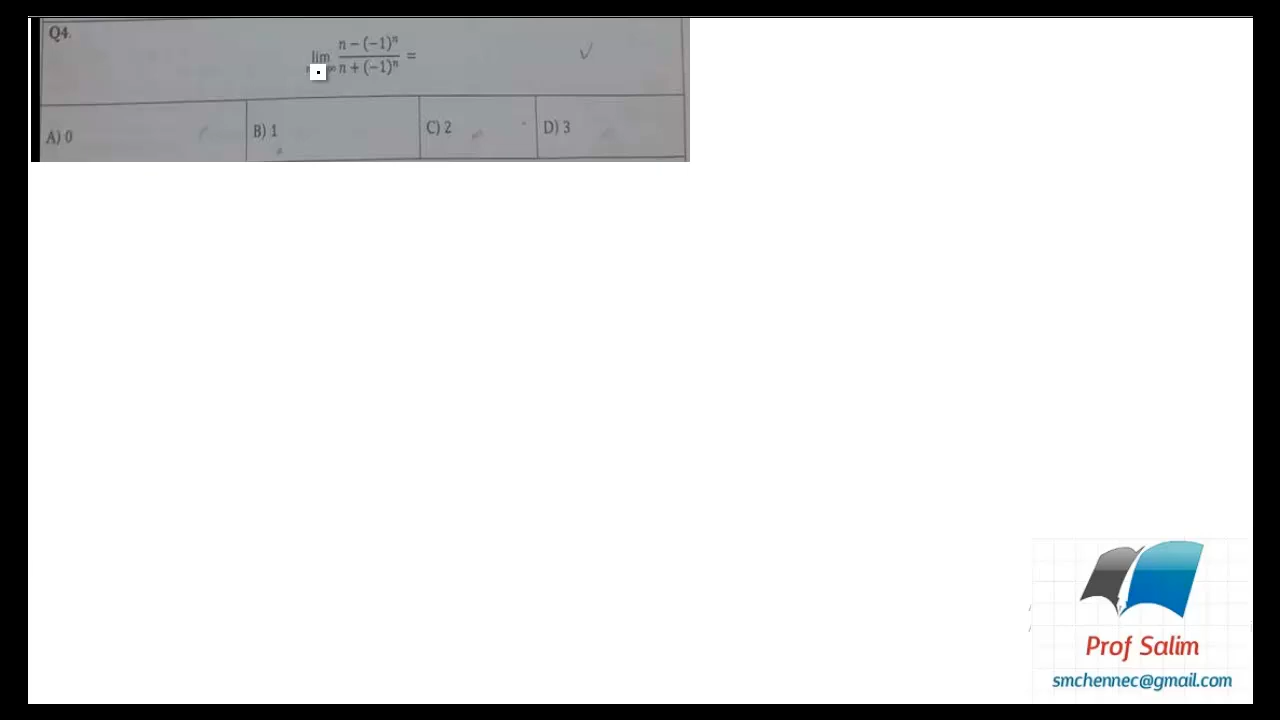 Q4.
lim n − (−1)ⁿ / n + (−1)ⁿ =
A) 0
B) 1
C) 2
D) 3
Prof Salim
smchennec@gmail.com